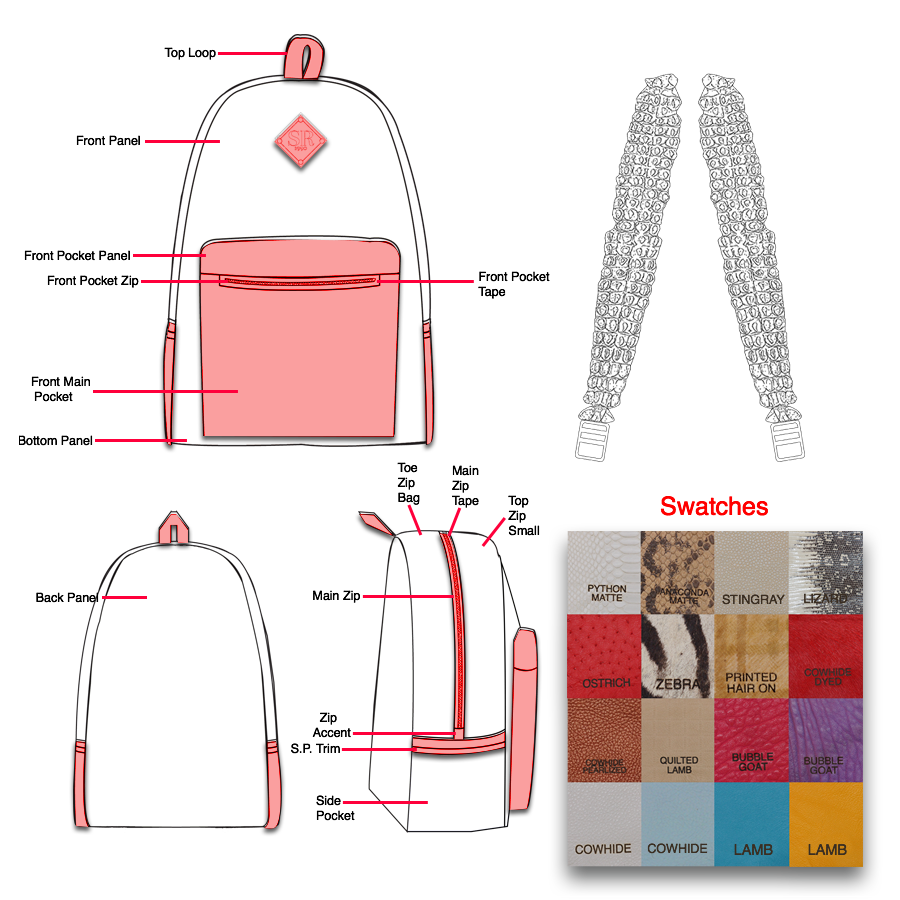 Top Loop
Front Panel
SR
Front Pocket Panel
Front Pocket Zip
Front Pocket
Tape
Front Main
Pocket
Bottom Panel
Toe
Zip
Bag
Main
Zip
Tape
Top
Zip
Small
Back Panel
Main Zip
Zip
Accent
S.P. Trim
Side
Pocket
Swatches
PYTHON
MATTE
ANACONDA
MATTE
STINGRAY
LIZARD
OSTRICH
ZEBRA
PRINTED
HAIR ON
COWHIDE
DYED
COWHIDE
PEARLIZED
QUILTED
LAMB
BUBBLE
GOAT
BUBBLE
GOAT
COWHIDE
COWHIDE
LAMB
LAMB